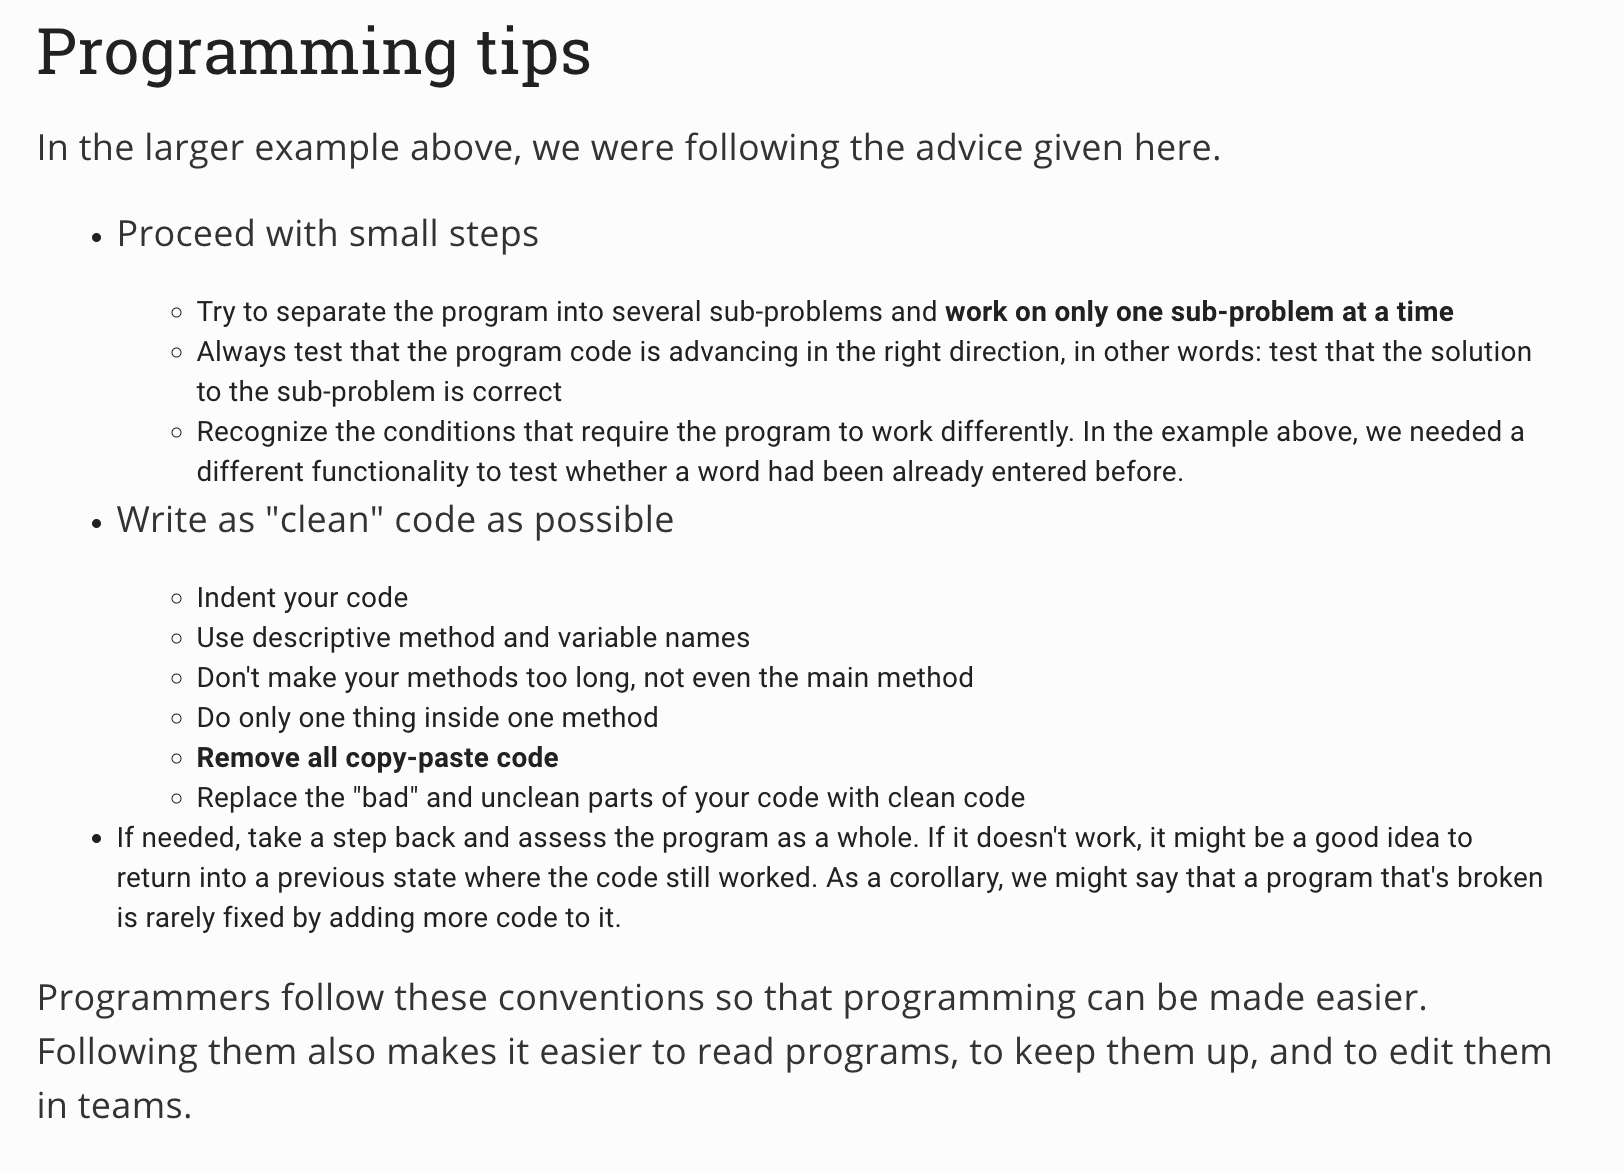 Programming tips
In the larger example above, we were following the advice given here.
• Proceed with small steps
◦ Try to separate the program into several sub-problems and work on only one sub-problem at a time
◦ Always test that the program code is advancing in the right direction, in other words: test that the solution
to the sub-problem is correct
◦ Recognize the conditions that require the program to work differently. In the example above, we needed a
different functionality to test whether a word had been already entered before.
• Write as "clean" code as possible
◦ Indent your code
◦ Use descriptive method and variable names
◦ Don't make your methods too long, not even the main method
◦ Do only one thing inside one method
◦ Remove all copy-paste code
◦ Replace the "bad" and unclean parts of your code with clean code
• If needed, take a step back and assess the program as a whole. If it doesn't work, it might be a good idea to
return into a previous state where the code still worked. As a corollary, we might say that a program that's broken
is rarely fixed by adding more code to it.
Programmers follow these conventions so that programming can be made easier.
Following them also makes it easier to read programs, to keep them up, and to edit them
in teams.